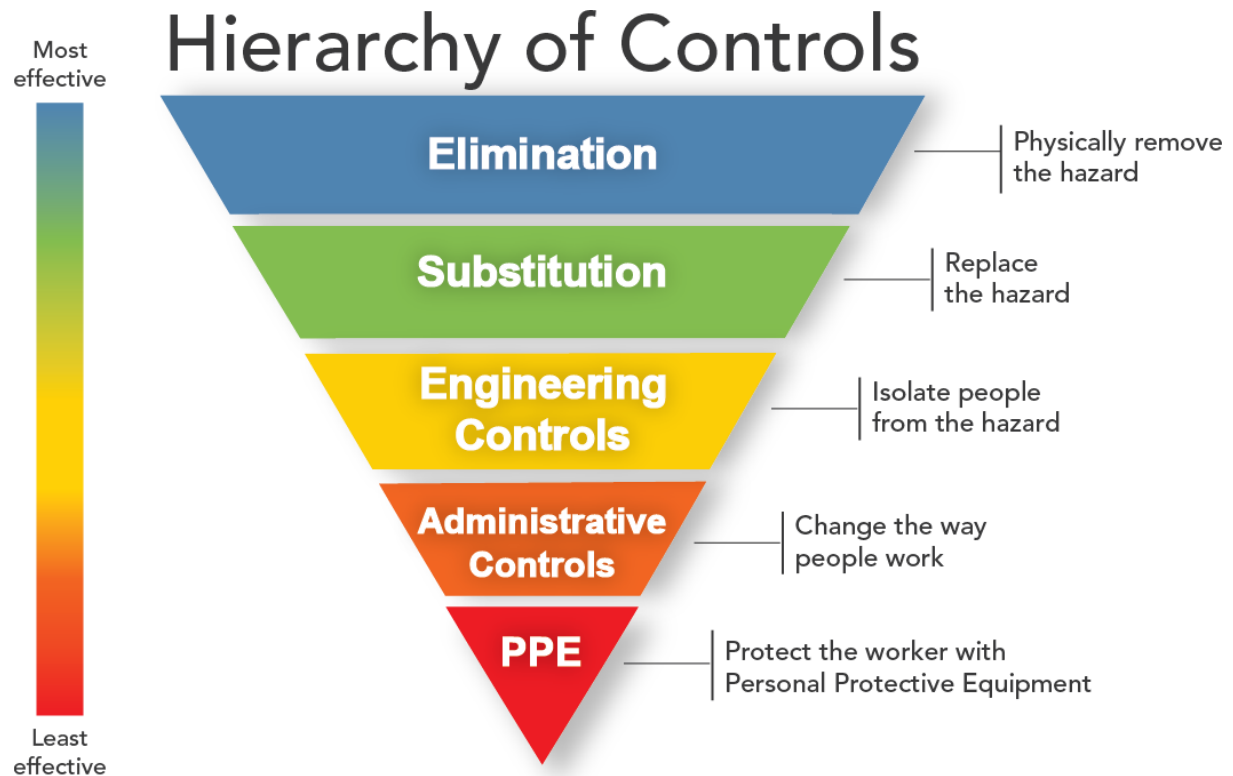 Hierarchy of Controls
Most
effective
Elimination
Physically remove
the hazard
Substitution
Replace
the hazard
Engineering
Controls
Isolate people
from the hazard
Administrative
Controls
Change the way
people work
PPE
Protect the worker with
Personal Protective Equipment
Least
effective